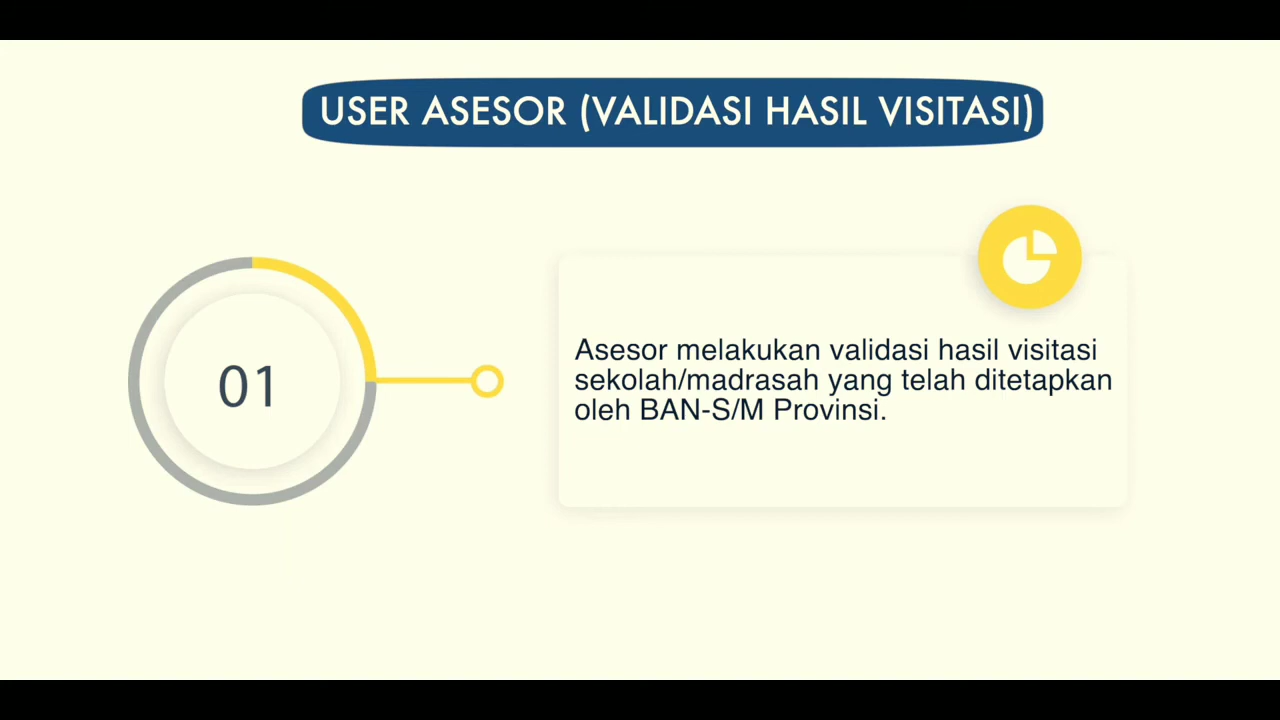 USER ASESOR (VALIDASI HASIL VISITASI)
01
Asesor melakukan validasi hasil visitasi
sekolah/madrasah yang telah ditetapkan
oleh BAN-S/M Provinsi.